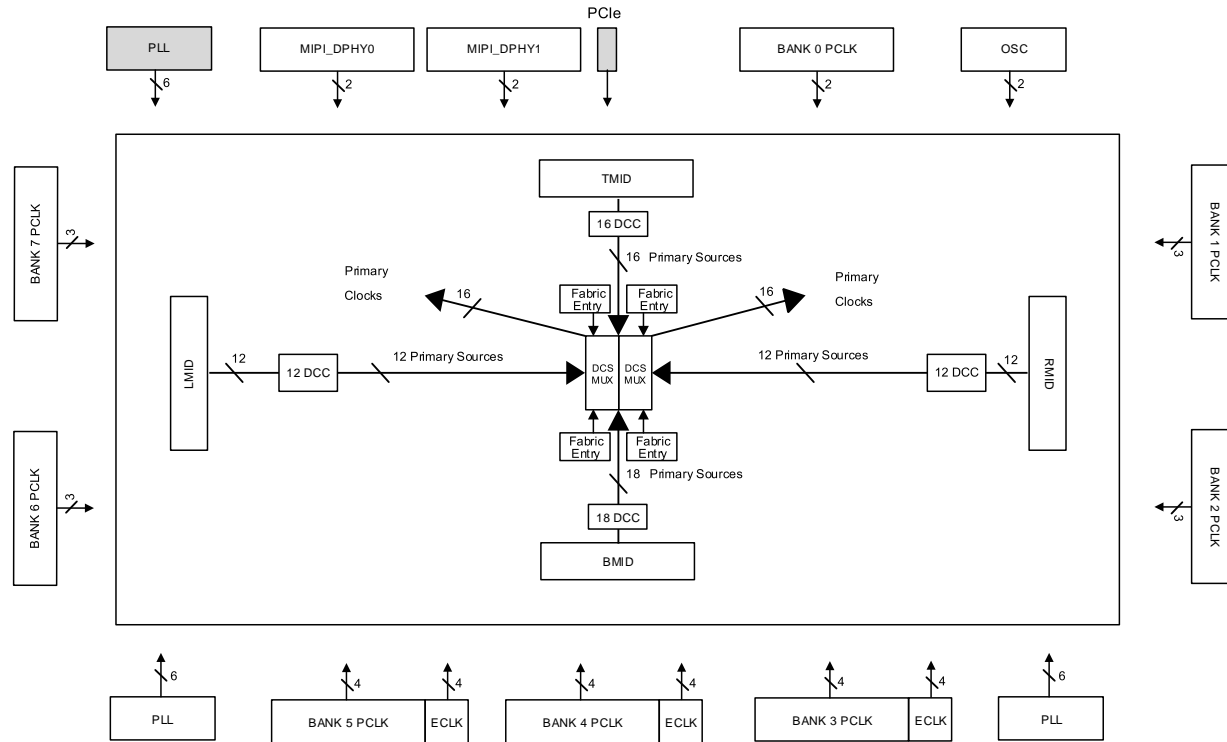 PCIe
PLL
MIPI_DPHY0
MIPI_DPHY1
BANK 0 PCLK
OSC
6
2
2
2
2
TMID
16 DCC
16 Primary Sources
Primary
Clocks
16
Fabric
Entry
Fabric
Entry
16
Primary
Clocks
BANK 7 PCLK
3
BANK 1 PCLK
3
LMID
12
12 DCC
12 Primary Sources
DCS
MUX
DCS
MUX
12 Primary Sources
12 DCC
12
RMID
Fabric
Entry
Fabric
Entry
18 Primary Sources
18 DCC
BMID
BANK 6 PCLK
3
BANK 2 PCLK
3
6
4
4
4
4
4
4
6
PLL
BANK 5 PCLK
ECLK
BANK 4 PCLK
ECLK
BANK 3 PCLK
ECLK
PLL